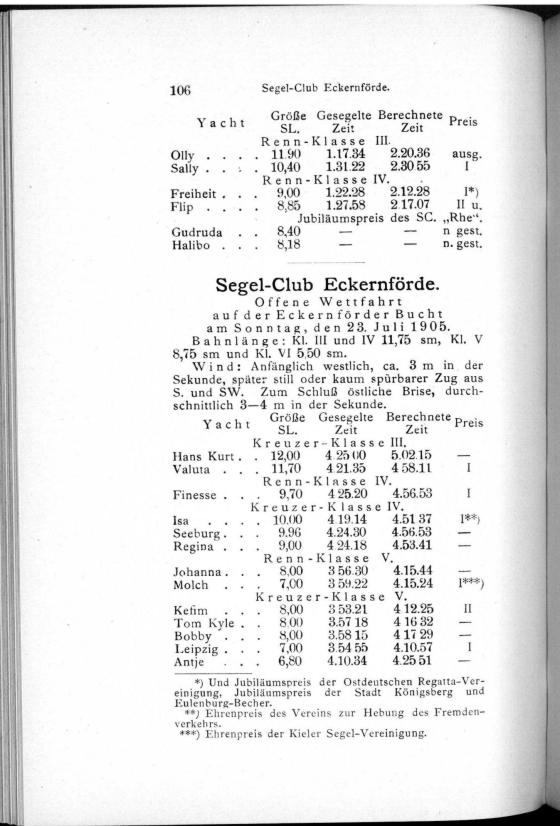 106 Segel-Club Eckernförde.
Yacht Größe SL. Gesegelte Zeit Berechnete Zeit Preis
Renn-Klasse III.
Olly . . . . 11.90 1.17.34 2.20.36 ausg.
Sally . . . . 10,40 1.31.22 2.30 55 I
Renn-Klasse IV.
Freiheit . . . 9,00 1.22.28 2.12.28 I*)
Flip . . . . 8,85 1.27.58 2 17.07 II u.
Jubiläumspreis des SC. „Rhe“.
Gudruda . . 8,40 — — n gest.
Halibo . . . 8,18 — — n. gest.
Segel-Club Eckernförde.
Offene Wettfahrt
auf der Eckernförder Bucht
am Sonntag, den 23. Juli 1905.
Bahnlänge: Kl. III und IV 11,75 sm, Kl. V
8,75 sm und Kl. VI 5,50 sm.
Wind: Anfänglich westlich, ca. 3 m in der
Sekunde, später still oder kaum spürbarer Zug aus
S. und SW. Zum Schluß östliche Brise, durch-
schnittlich 3—4 m in der Sekunde.
Yacht Größe SL. Gesegelte Zeit Berechnete Zeit Preis
Kreuzer-Klasse III.
Hans Kurt . . 12,00 4 25 00 5.02.15 —
Valuta . . . 11,70 4.21.35 4 58.11 I
Renn-Klasse IV.
Finesse . . . 9,70 4 25.20 4.56.53 I
Kreuzer-Klasse IV.
Isa . . . . 10.00 4.19.14 4.51 37 I**)
Seeburg . . . 9.96 4.24.30 4.56.53 —
Regina . . . 9,00 4 24.18 4.53.41 —
Renn-Klasse V.
Johanna . . . 8,00 3 56.30 4.15.44 —
Molch . . . 7,00 3 59.22 4.15.24 I***)
Kreuzer-Klasse V.
Kefim . . . 8,00 3 53.21 4 12.25 II
Tom Kyle . . 8 00 3.57 18 4 16 32 —
Bobby . . . 8,00 3.58 15 4 17 29 —
Leipzig . . . 7,00 3.54 55 4.10.57 I
Antje . . . 6,80 4.10.34 4.25 51 —
*) Und Jubiläumspreis der Ostdeutschen Regatta-Ver-
einigung, Jubiläumspreis der Stadt Königsberg und
Eulenburg-Becher.
**) Ehrenpreis des Vereins zur Hebung des Fremden-
verkehrs.
***) Ehrenpreis der Kieler Segel-Vereinigung.